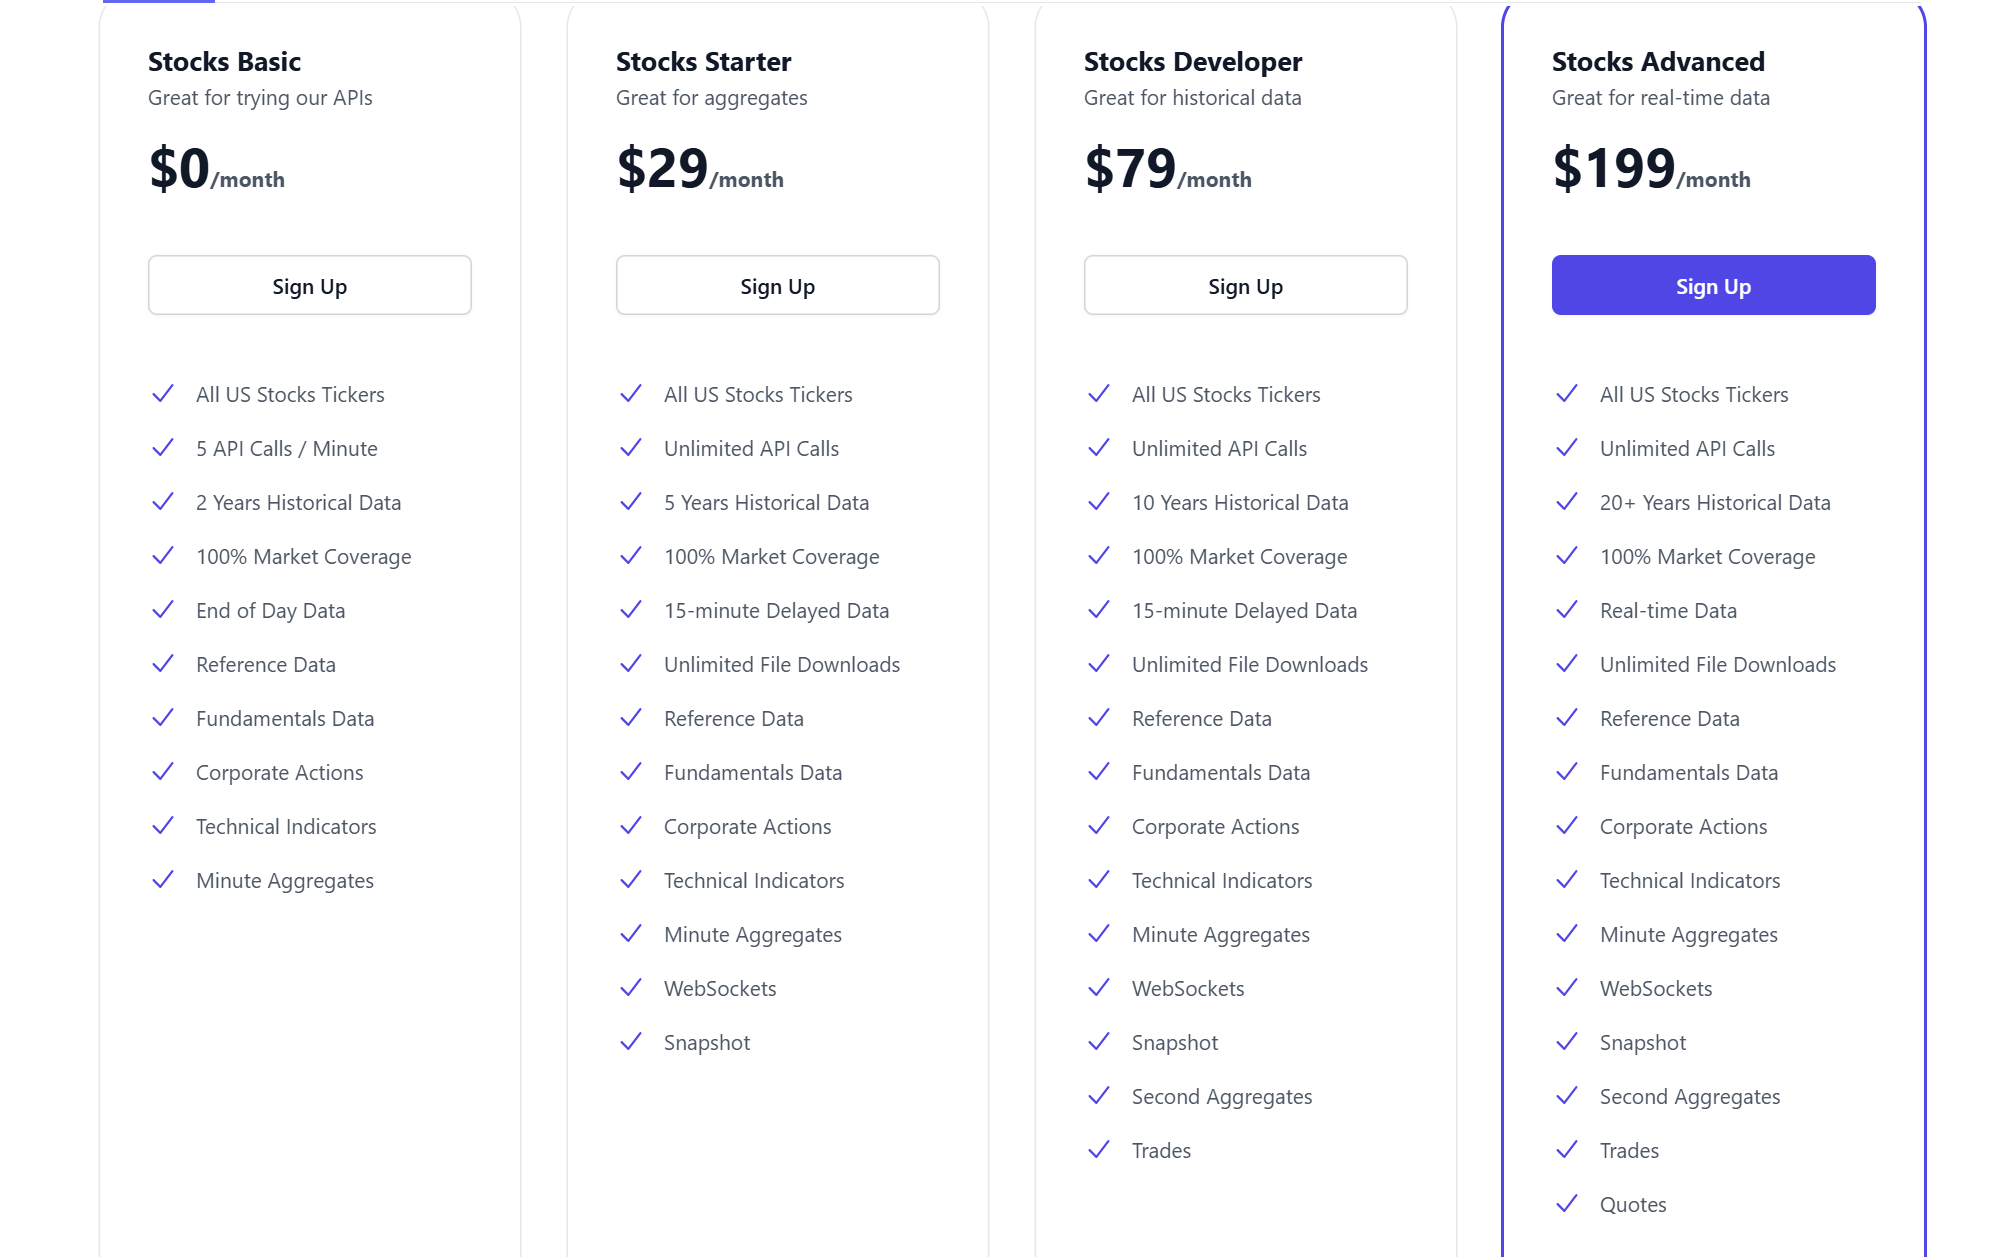 Stocks Basic
Great for trying our APIs
$0/month
Sign Up
All US Stocks Tickers
5 API Calls / Minute
2 Years Historical Data
100% Market Coverage
End of Day Data
Reference Data
Fundamentals Data
Corporate Actions
Technical Indicators
Minute Aggregates
Stocks Starter
Great for aggregates
$29/month
Sign Up
All US Stocks Tickers
Unlimited API Calls
5 Years Historical Data
100% Market Coverage
15-minute Delayed Data
Unlimited File Downloads
Reference Data
Fundamentals Data
Corporate Actions
Technical Indicators
Minute Aggregates
WebSockets
Snapshot
Stocks Developer
Great for historical data
$79/month
Sign Up
All US Stocks Tickers
Unlimited API Calls
10 Years Historical Data
100% Market Coverage
15-minute Delayed Data
Unlimited File Downloads
Reference Data
Fundamentals Data
Corporate Actions
Technical Indicators
Minute Aggregates
WebSockets
Snapshot
Second Aggregates
Trades
Stocks Advanced
Great for real-time data
$199/month
Sign Up
All US Stocks Tickers
Unlimited API Calls
20+ Years Historical Data
100% Market Coverage
Real-time Data
Unlimited File Downloads
Reference Data
Fundamentals Data
Corporate Actions
Technical Indicators
Minute Aggregates
WebSockets
Snapshot
Second Aggregates
Trades
Quotes